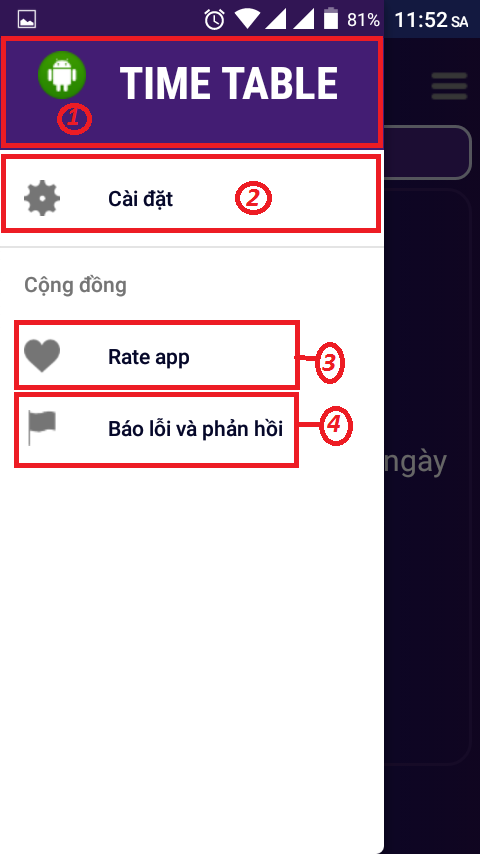 81% 11:52 SA
TIME TABLE
1
Cài đặt
2
Cộng đồng
Rate app
3
Báo lỗi và phản hồi
4
ngày